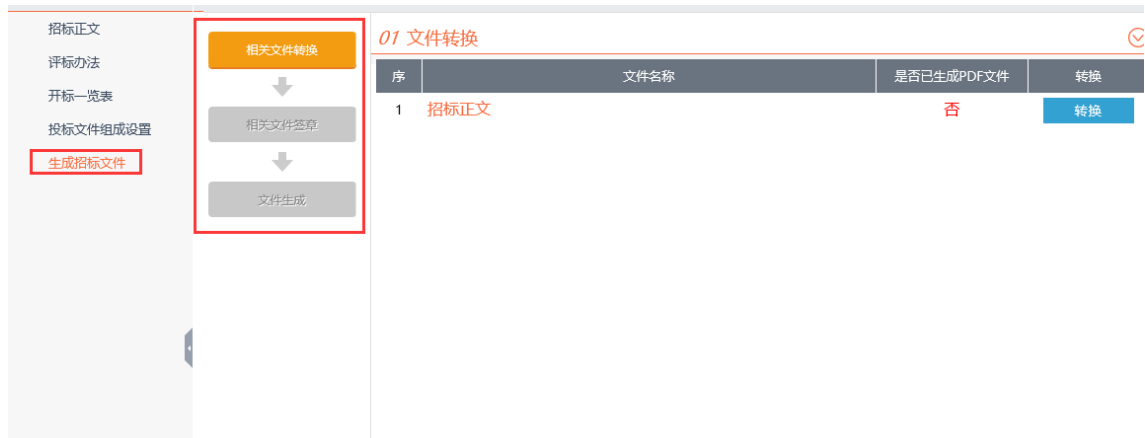 招标正文
评标办法
开标一览表
投标文件组成设置
生成招标文件
相关文件转换
相关文件签章
文件生成
01 文件转换
序 文件名称 是否已生成PDF文件 转换
1 招标正文 否 转换